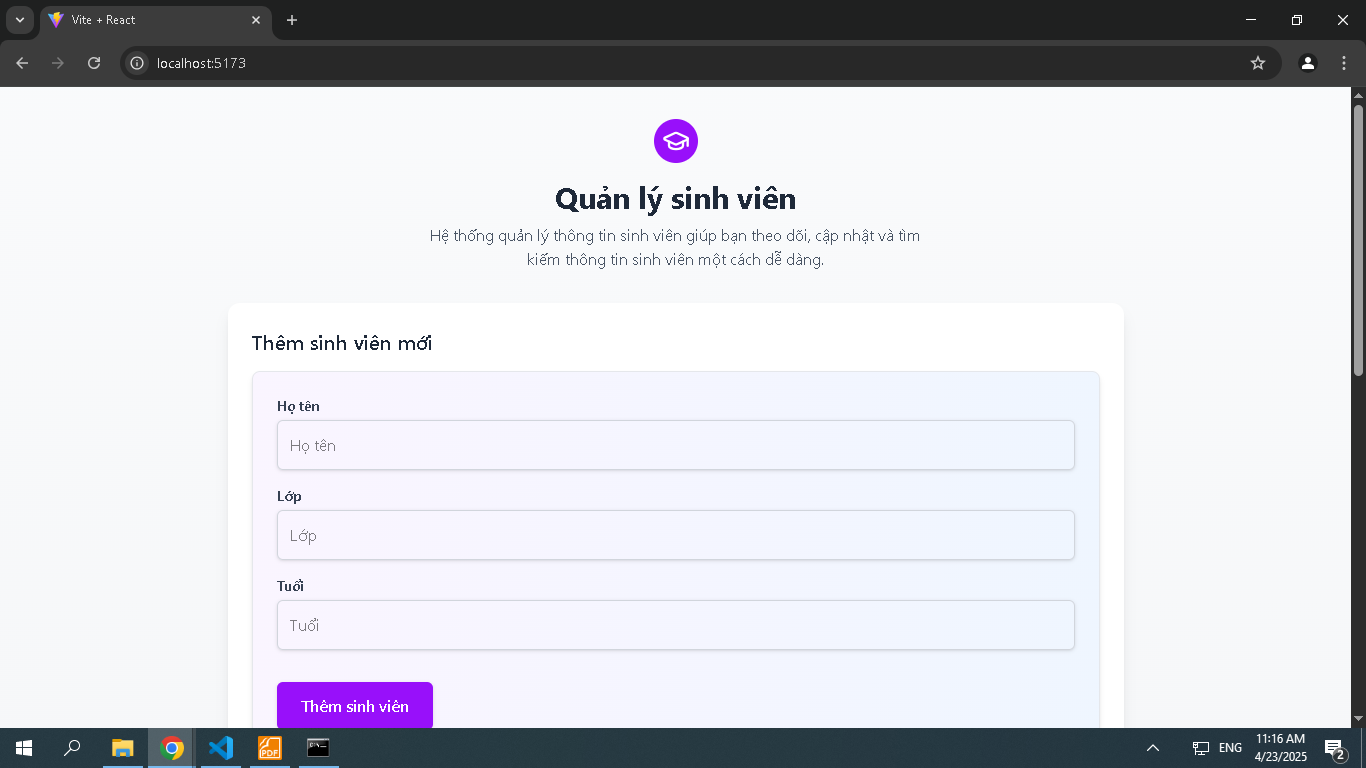 Vite + React
localhost:5173
Quản lý sinh viên
Hệ thống quản lý thông tin sinh viên giúp bạn theo dõi, cập nhật và tìm
kiếm thông tin sinh viên một cách dễ dàng.
Thêm sinh viên mới
Họ tên
Họ tên
Lớp
Lớp
Tuổi
Tuổi
Thêm sinh viên
PDF
ENG
11:16 AM
4/23/2025
2